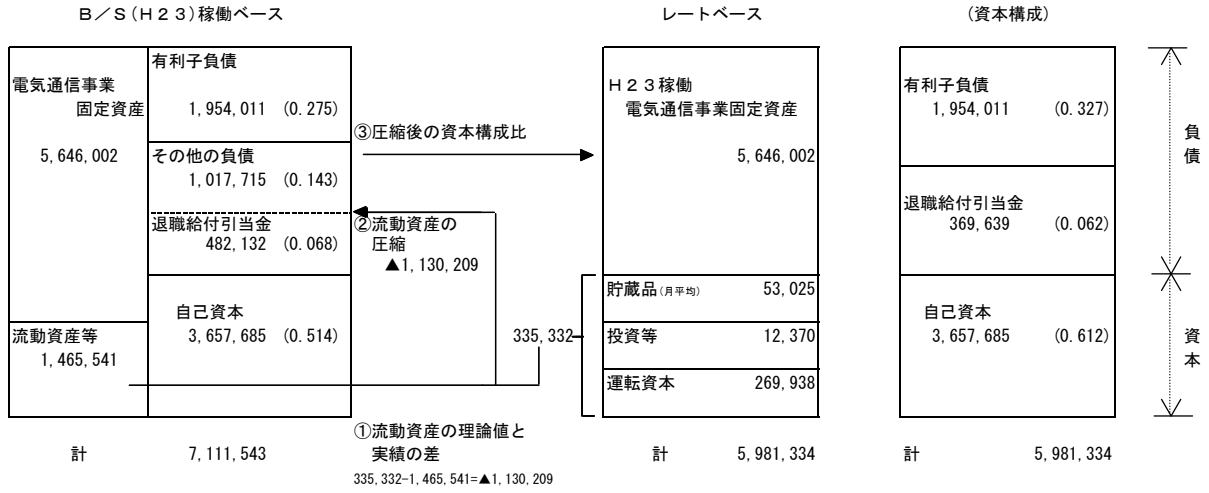 B／S（H２３）稼働ベース
電気通信事業
固定資産
5,646,002
流動資産等
1,465,541
有利子負債
1,954,011 (0.275)
その他の負債
1,017,715 (0.143)
退職給付引当金
482,132 (0.068)
自己資本
3,657,685 (0.514)
計 7,111,543
③圧縮後の資本構成比
②流動資産の
圧縮
▲1,130,209
335,332
①流動資産の理論値と
実績の差
335,332-1,465,541=▲1,130,209
レートベース
H２３稼働
電気通信事業固定資産
5,646,002
貯蔵品(月平均) 53,025
投資等 12,370
運転資本 269,938
計 5,981,334
(資本構成)
有利子負債
1,954,011 (0.327)
退職給付引当金
369,639 (0.062)
自己資本
3,657,685 (0.612)
計 5,981,334
負
債
資
本